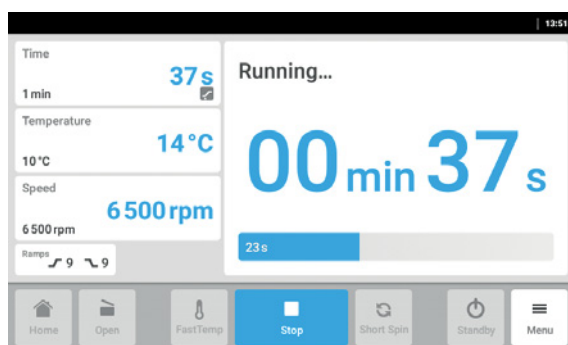 13:51
Time
37 s
1 min
Temperature
14 °C
10 °C
Speed
6 500 rpm
6 500 rpm
Ramps 9 9
Running...
00 min 37 s
23 s
Home
Open
FastTemp
Stop
Short Spin
Standby
Menu